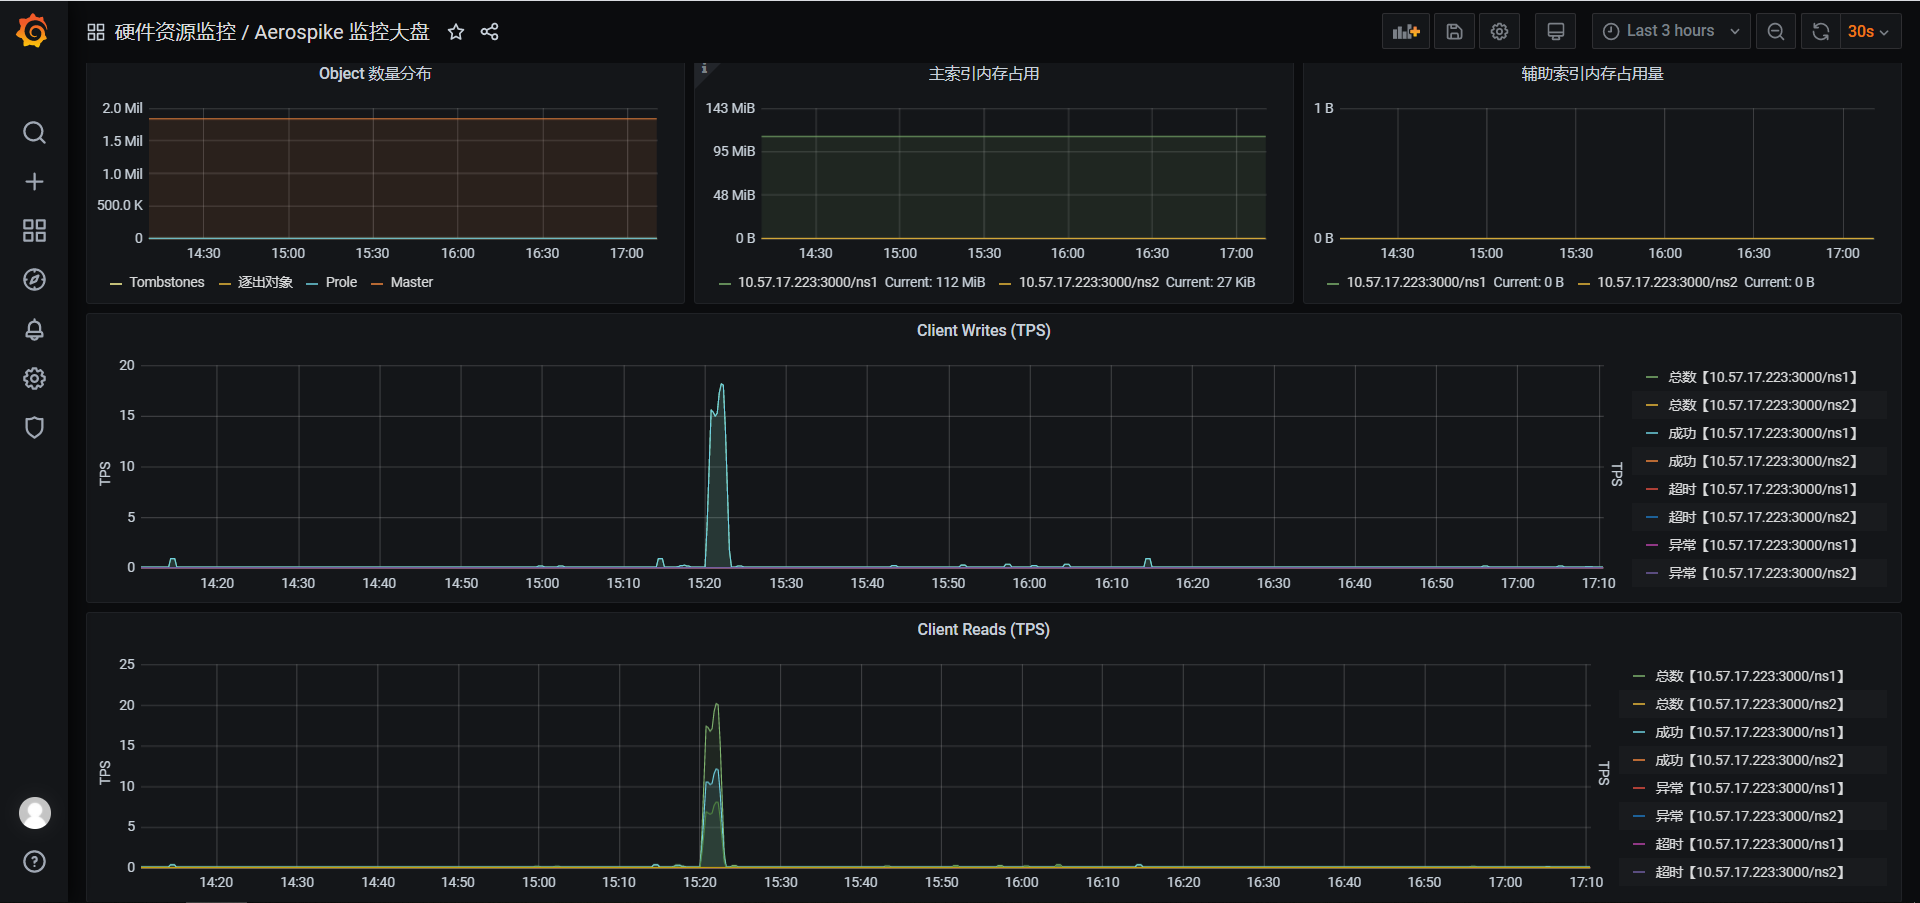 硬件资源监控 / Aerospike 监控大盘
Last 3 hours
30s
Object 数量分布
2.0 Mil
1.5 Mil
1.0 Mil
500.0 K
0
14:30 15:00 15:30 16:00 16:30 17:00
Tombstones 逐出对象 Prole Master
i
主索引内存占用
143 MiB
95 MiB
48 MiB
0 B
14:30 15:00 15:30 16:00 16:30 17:00
10.57.17.223:3000/ns1 Current: 112 MiB 10.57.17.223:3000/ns2 Current: 27 KiB
辅助索引内存占用量
1 B
0 B
14:30 15:00 15:30 16:00 16:30 17:00
10.57.17.223:3000/ns1 Current: 0 B 10.57.17.223:3000/ns2 Current: 0 B
Client Writes (TPS)
TPS
20
15
10
5
0
14:20 14:30 14:40 14:50 15:00 15:10 15:20 15:30 15:40 15:50 16:00 16:10 16:20 16:30 16:40 16:50 17:00 17:10
TPS
总数【10.57.17.223:3000/ns1】
总数【10.57.17.223:3000/ns2】
成功【10.57.17.223:3000/ns1】
成功【10.57.17.223:3000/ns2】
超时【10.57.17.223:3000/ns1】
超时【10.57.17.223:3000/ns2】
异常【10.57.17.223:3000/ns1】
异常【10.57.17.223:3000/ns2】
Client Reads (TPS)
TPS
25
20
15
10
5
0
14:20 14:30 14:40 14:50 15:00 15:10 15:20 15:30 15:40 15:50 16:00 16:10 16:20 16:30 16:40 16:50 17:00 17:10
TPS
总数【10.57.17.223:3000/ns1】
总数【10.57.17.223:3000/ns2】
成功【10.57.17.223:3000/ns1】
成功【10.57.17.223:3000/ns2】
异常【10.57.17.223:3000/ns1】
异常【10.57.17.223:3000/ns2】
超时【10.57.17.223:3000/ns1】
超时【10.57.17.223:3000/ns2】